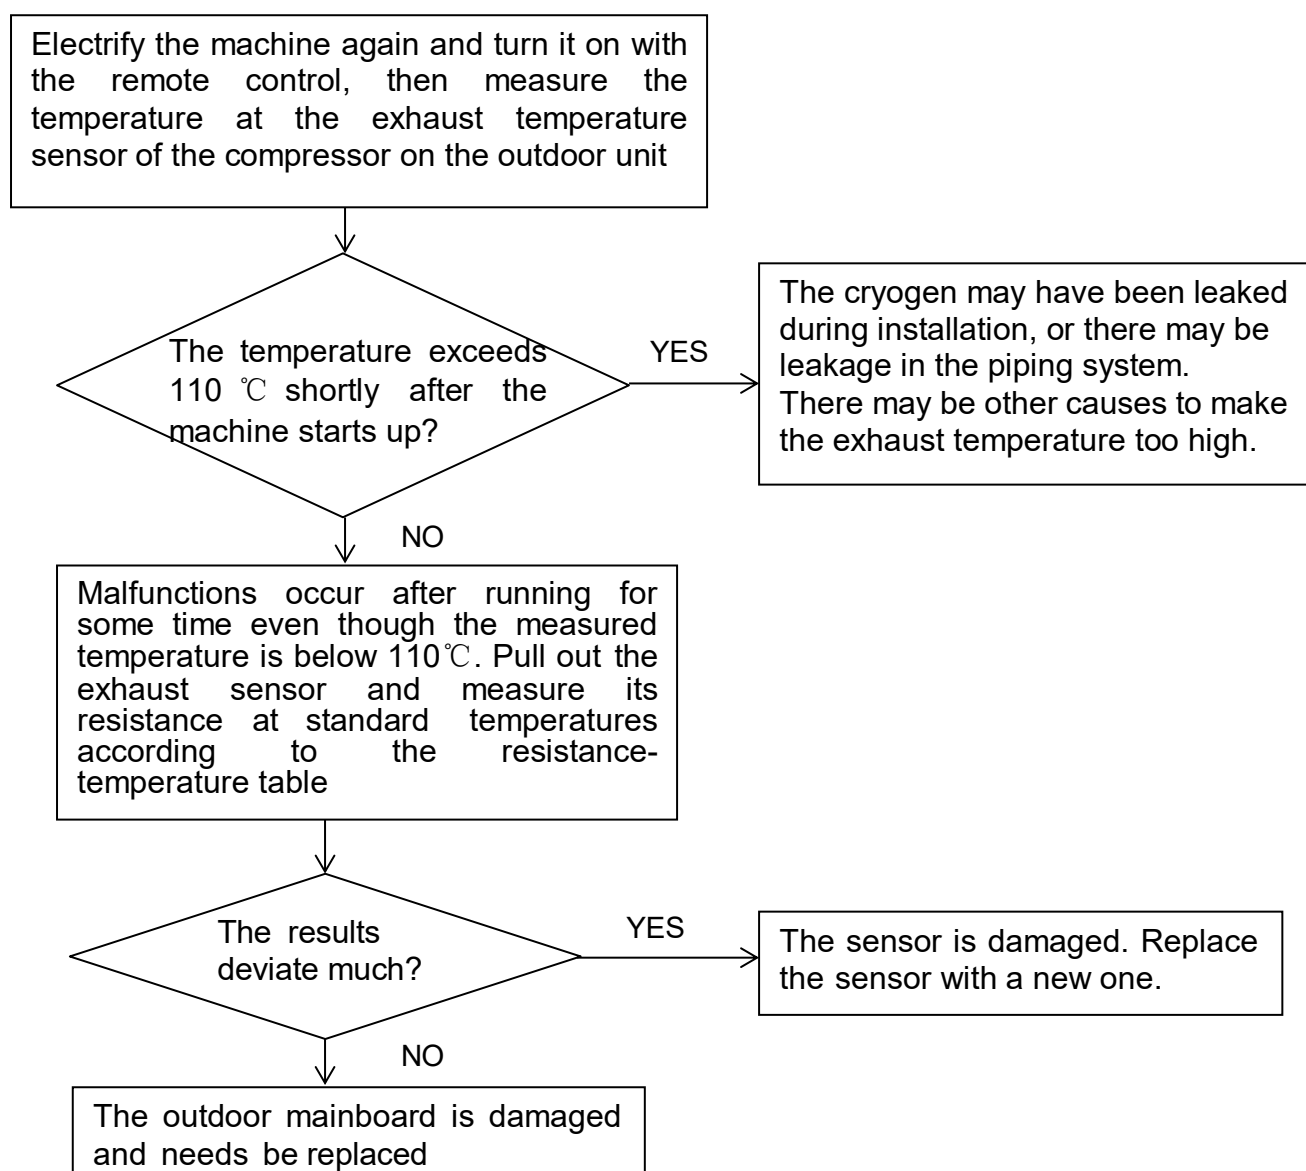 Electrify the machine again and turn it on with
the remote control, then measure the
temperature at the exhaust temperature
sensor of the compressor on the outdoor unit
The temperature exceeds
110 ℃ shortly after the
machine starts up?
YES
The cryogen may have been leaked
during installation, or there may be
leakage in the piping system.
There may be other causes to make
the exhaust temperature too high.
NO
Malfunctions occur after running for
some time even though the measured
temperature is below 110℃. Pull out the
exhaust sensor and measure its
resistance at standard temperatures
according to the resistance-
temperature table
The results
deviate much?
YES
The sensor is damaged. Replace
the sensor with a new one.
NO
The outdoor mainboard is damaged
and needs be replaced